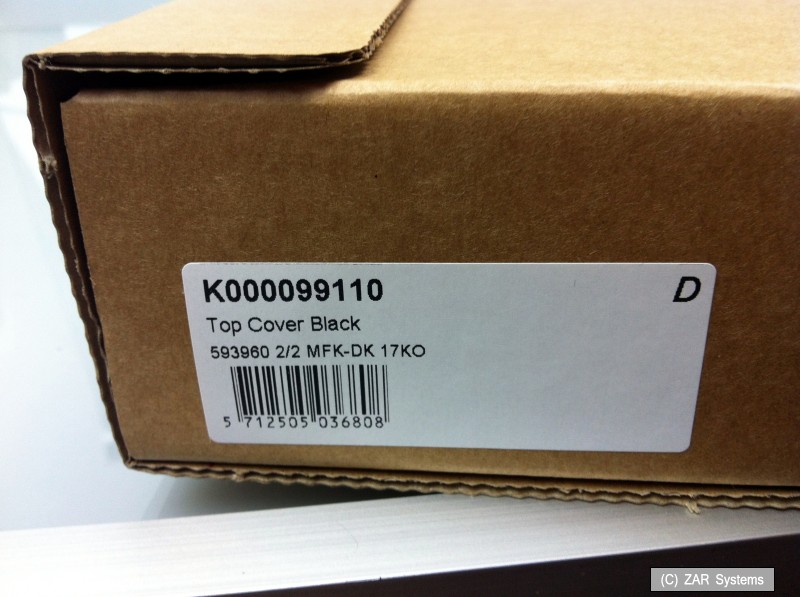 K000099110
D
Top Cover Black
593960 2/2 MFK-DK 17KO
5 712505 036808
(C) ZAR Systems